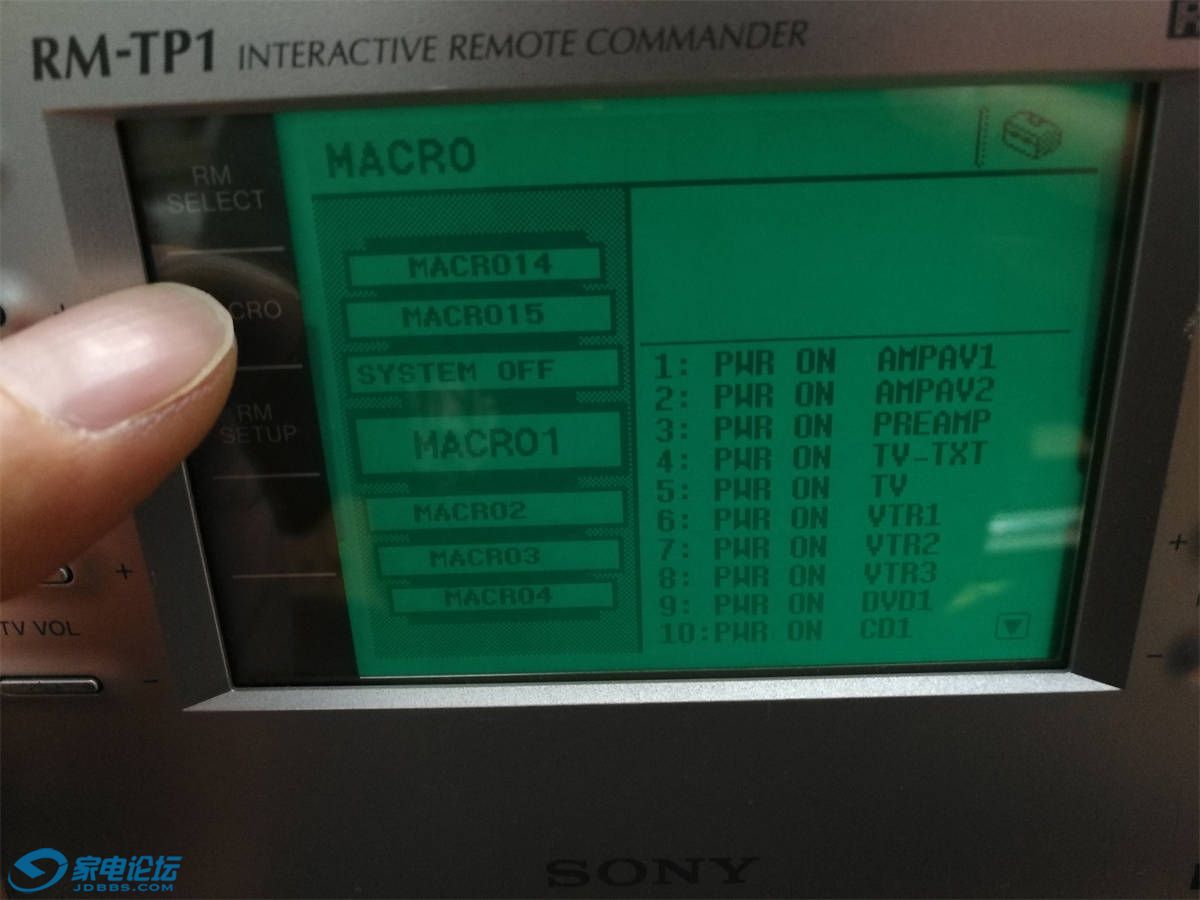 RM-TP1 INTERACTIVE REMOTE COMMANDER
RM
SELECT
CRO
RM
SETUP
MACRO
MACRO14
MACRO15
SYSTEM OFF
MACRO1
MACRO2
MACRO3
MACRO4
1: PWR ON AMPAV1
2: PWR ON AMPAV2
3: PWR ON PREAMP
4: PWR ON TV-TXT
5: PWR ON TV
6: PWR ON VTR1
7: PWR ON VTR2
8: PWR ON VTR3
9: PWR ON DVD1
10:PWR ON CD1
+
TV VOL
−
+
−
SONY
家电论坛
JDBBS.COM